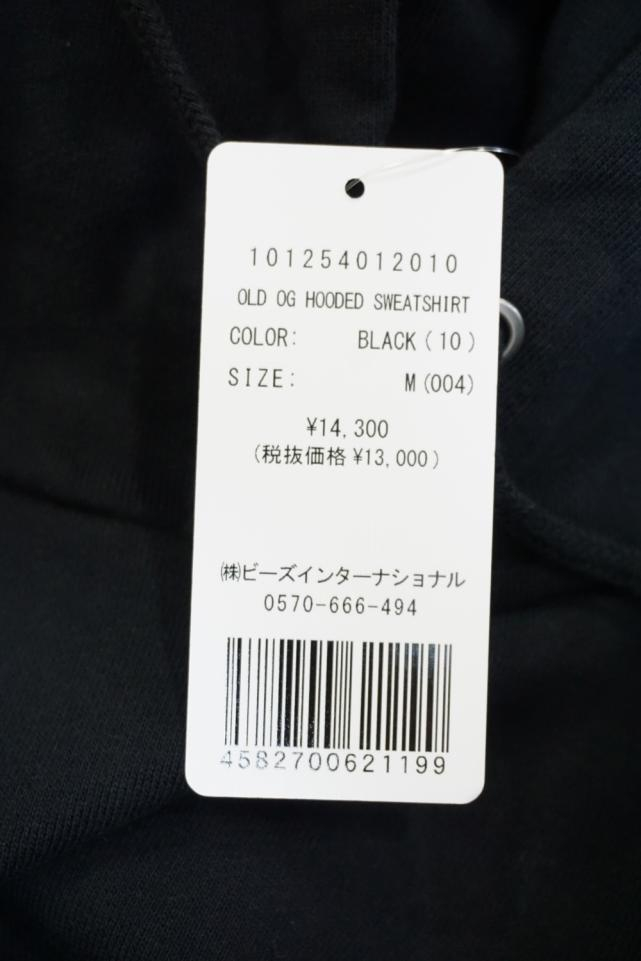 101254012010
OLD OG HOODED SWEATSHIRT
COLOR: BLACK(10)
SIZE: M(004)
¥14,300
(税抜価格¥13,000)
㈱ビーズインターナショナル
0570-666-494
4582700621199